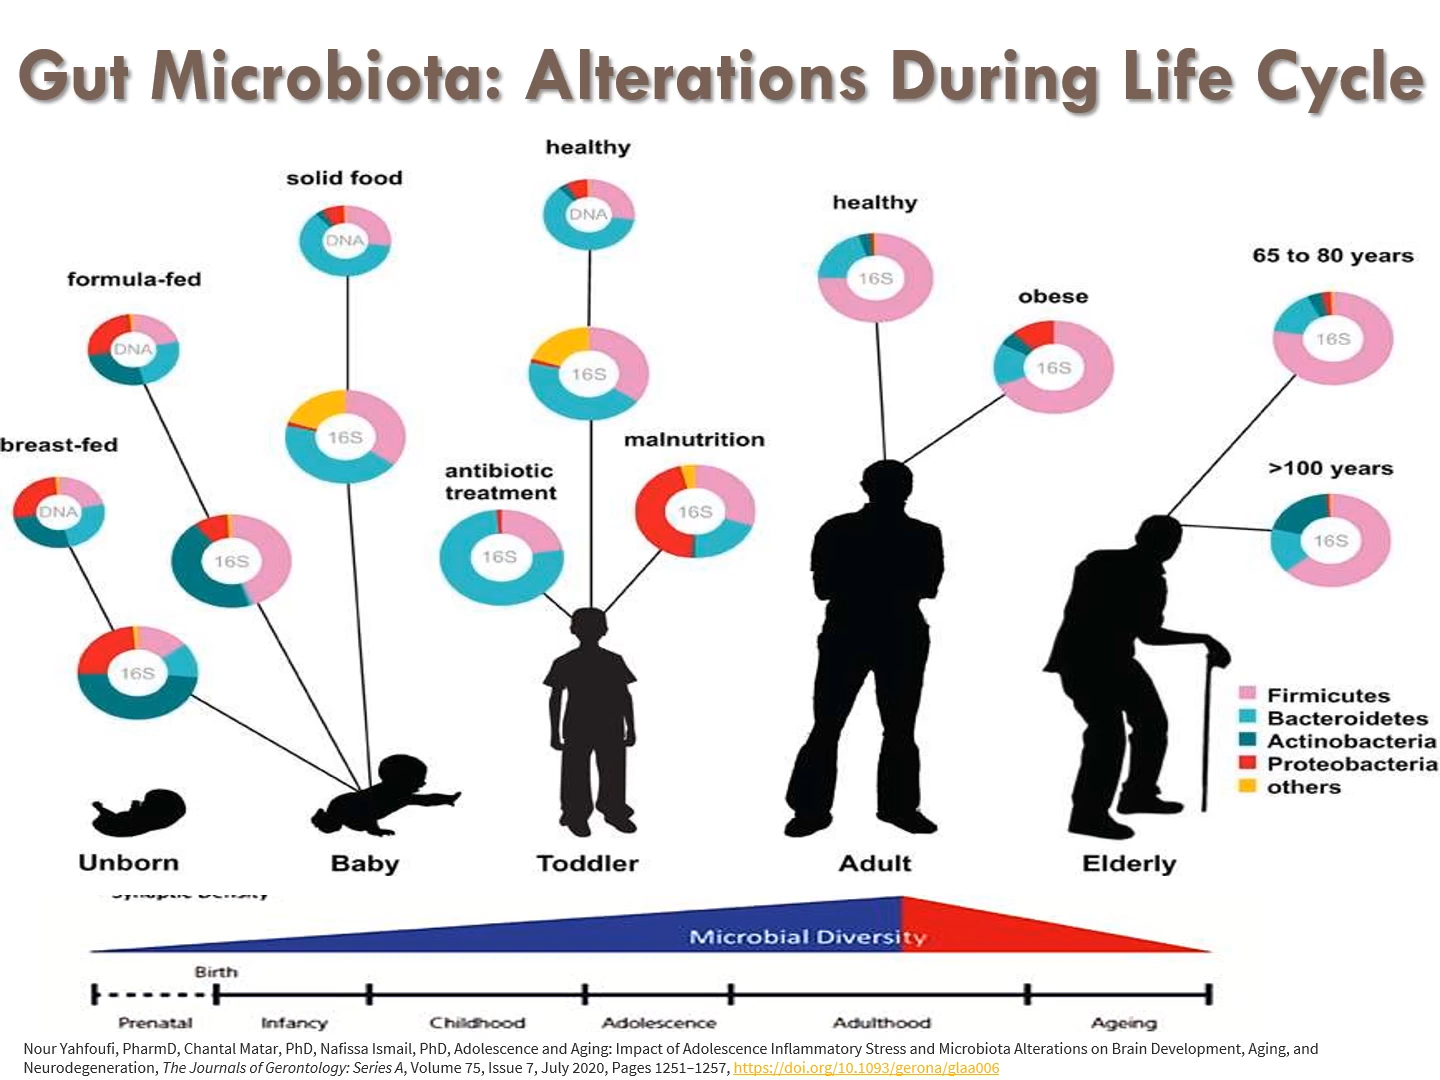 Gut Microbiota: Alterations During Life Cycle
healthy
solid food
DNA
DNA
healthy
16S
65 to 80 years
formula-fed
obese
DNA
16S
16S
16S
16S
breast-fed
malnutrition
16S
antibiotic
treatment
>100 years
DNA
16S
16S
16S
16S
16S
Firmicutes
Bacteroidetes
Actinobacteria
Proteobacteria
others
Unborn
Baby
Toddler
Adult
Elderly
Synaptic Density
Microbial Diversity
Birth
Prenatal
Infancy
Childhood
Adolescence
Adulthood
Ageing
Nour Yahfoufi, PharmD, Chantal Matar, PhD, Nafissa Ismail, PhD, Adolescence and Aging: Impact of Adolescence Inflammatory Stress and Microbiota Alterations on Brain Development, Aging, and
Neurodegeneration, The Journals of Gerontology: Series A, Volume 75, Issue 7, July 2020, Pages 1251–1257, https://doi.org/10.1093/gerona/glaa006